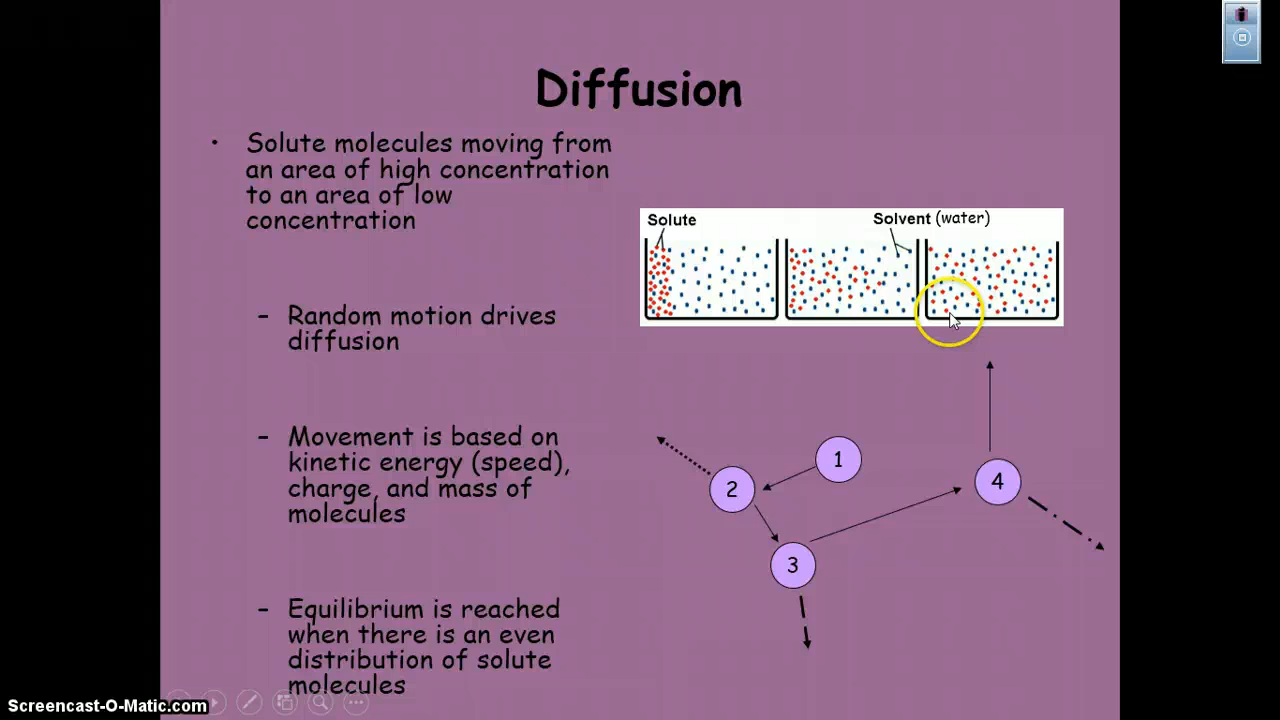 Diffusion
• Solute molecules moving from
an area of high concentration
to an area of low
concentration
Solute
Solvent (water)
– Random motion drives
diffusion
– Movement is based on
kinetic energy (speed),
charge, and mass of
molecules
1
2
4
3
– Equilibrium is reached
when there is an even
distribution of solute
molecules
Screencast-O-Matic.com